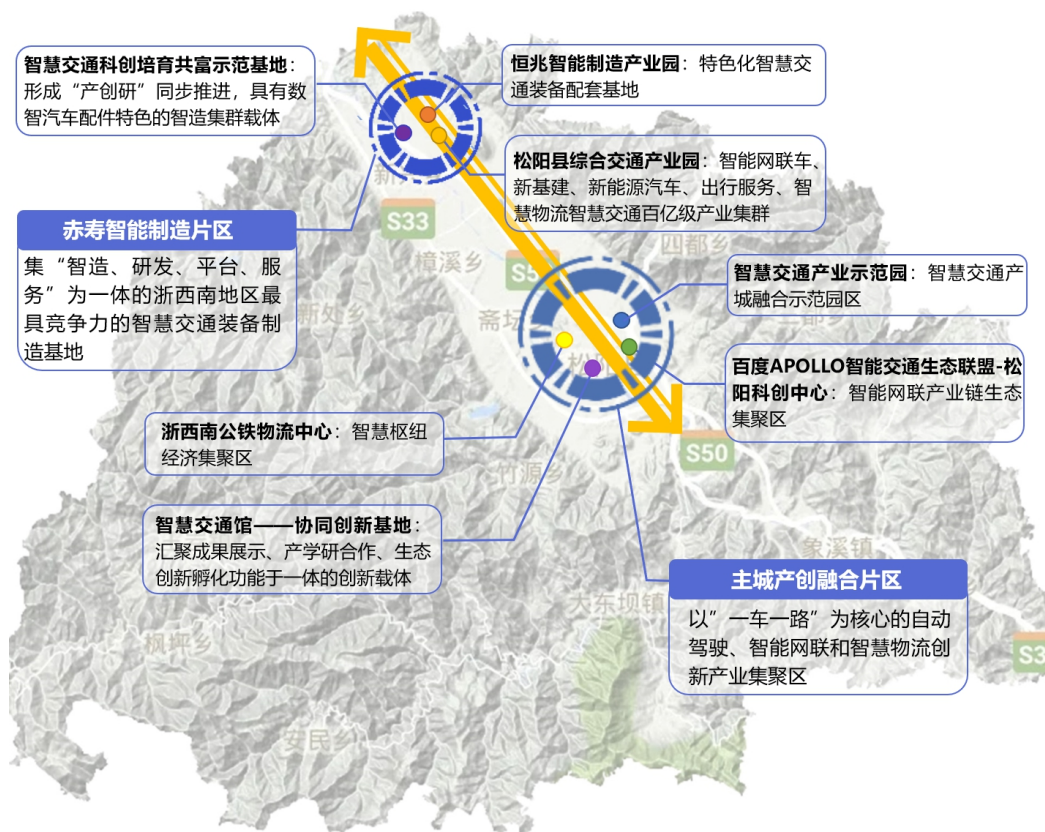 智慧交通科创培育共富示范基地：
形成“产创研”同步推进，具有数
智汽车配件特色的智造集群载体
恒兆智能制造产业园：特色化智慧交
通装备配套基地
松阳县综合交通产业园：智能网联车、
新基建、新能源汽车、出行服务、智
慧物流智慧交通百亿级产业集群
赤寿智能制造片区
集“智造、研发、平台、服
务”为一体的浙西南地区最
具竞争力的智慧交通装备制
造基地
S33
樟溪乡
四都乡
智慧交通产业示范园：智慧交通产
城融合示范园区
斋坛
百度APOLLO智能交通生态联盟-松
阳科创中心：智能网联产业链生态
集聚区
浙西南公铁物流中心：智慧枢纽
经济集聚区
S50
竹源乡
智慧交通馆——协同创新基地：
汇聚成果展示、产学研合作、生态
创新孵化功能于一体的创新载体
象溪镇
主城产创融合片区
以”一车一路”为核心的自动
驾驶、智能网联和智慧物流创
新产业集聚区
大东坝镇
枫坪乡
S3
安民乡